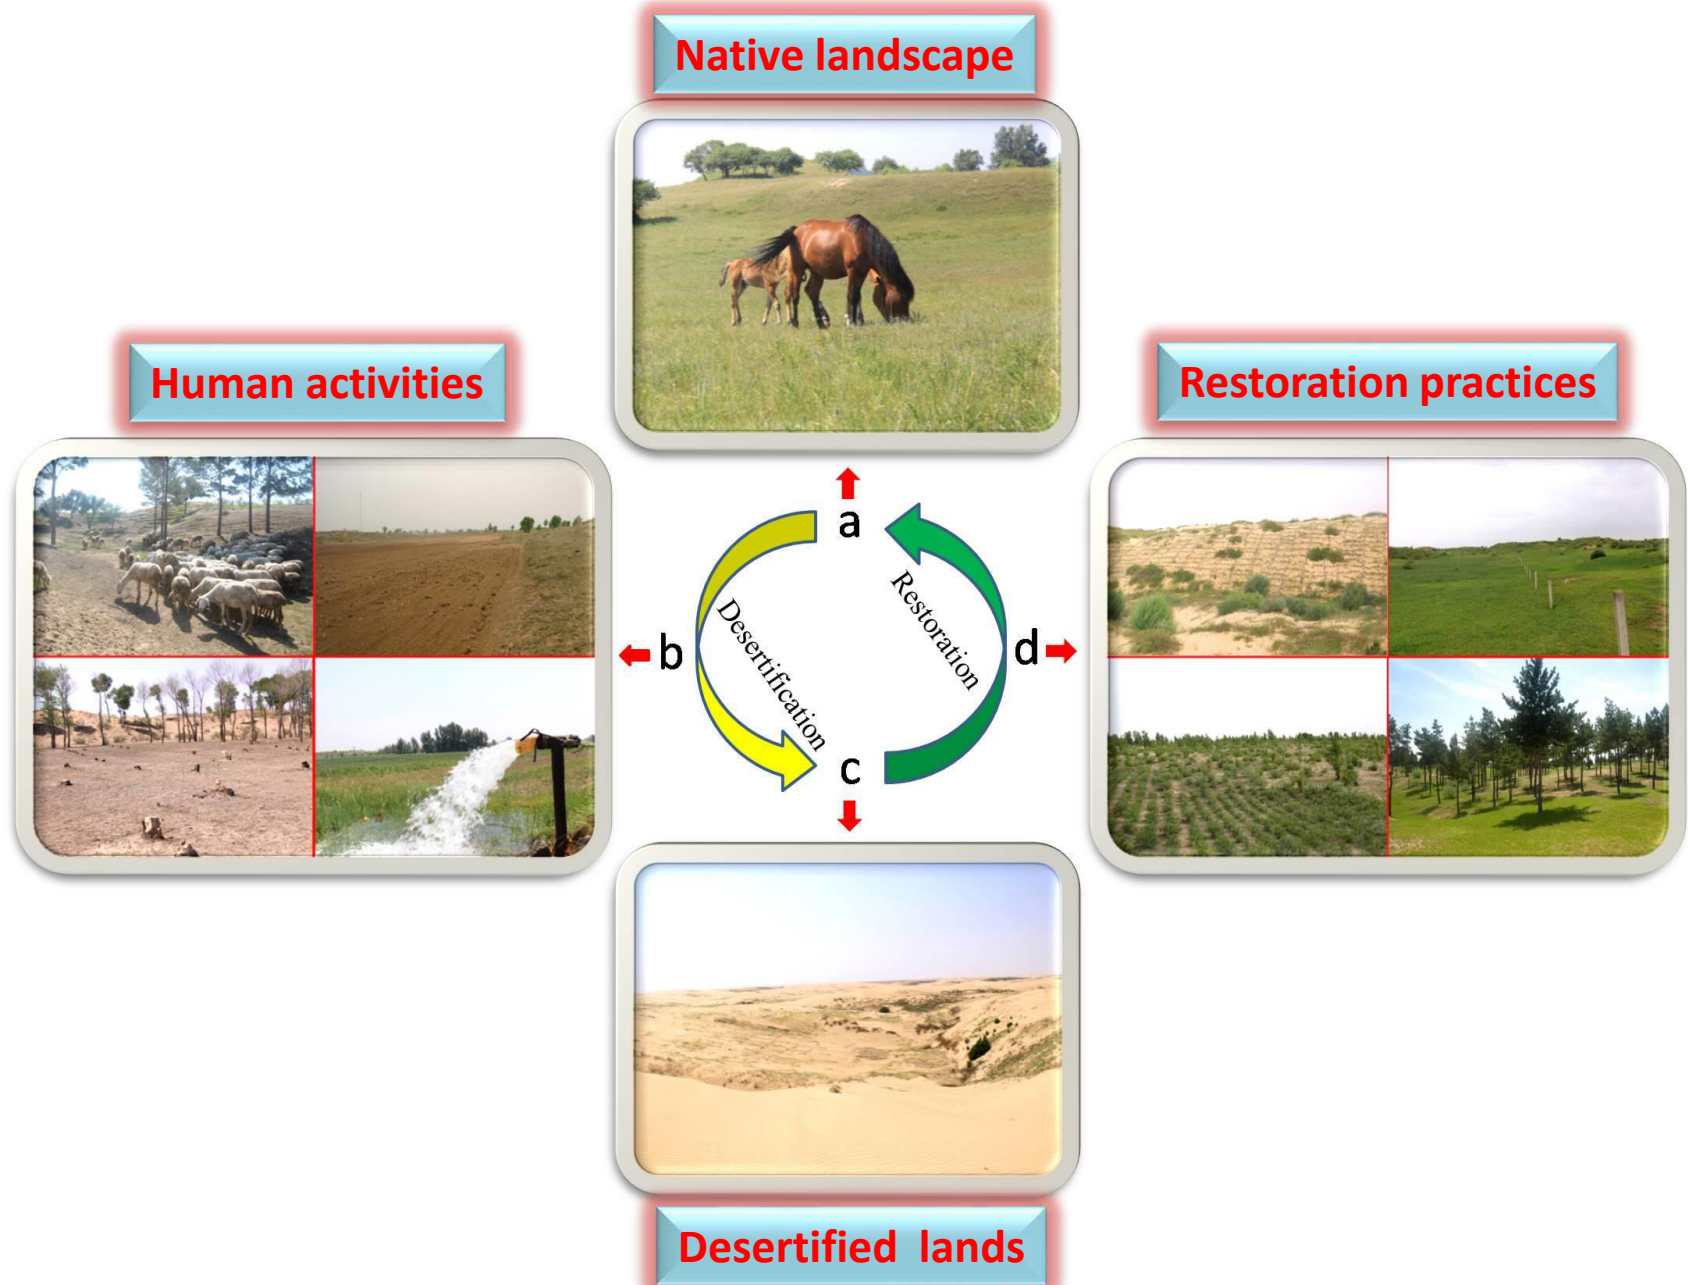 Native landscape
Human activities
Restoration practices
a
Desertification
Restoration
b
d
c
Desertified lands